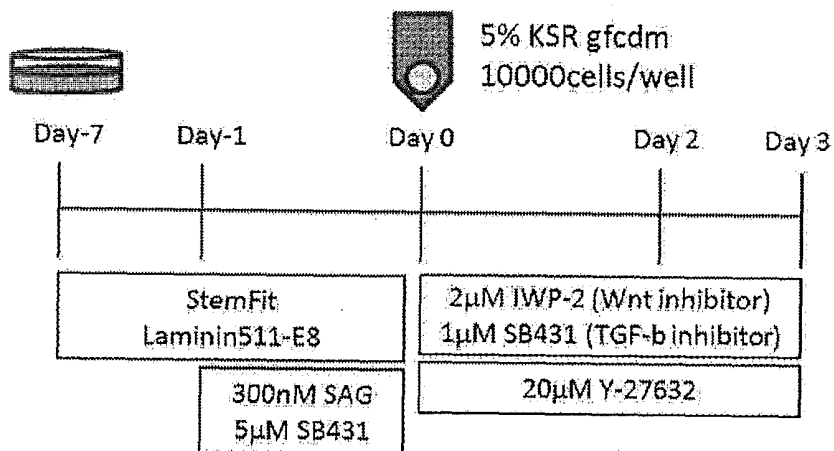 5% KSR gfcdm
10000cells/well
Day-7
Day-1
Day 0
Day 2
Day 3
StemFit
Laminin511-E8
2μM IWP-2 (Wnt inhibitor)
1μM SB431 (TGF-b inhibitor)
300nM SAG
5μM SB431
20μM Y-27632